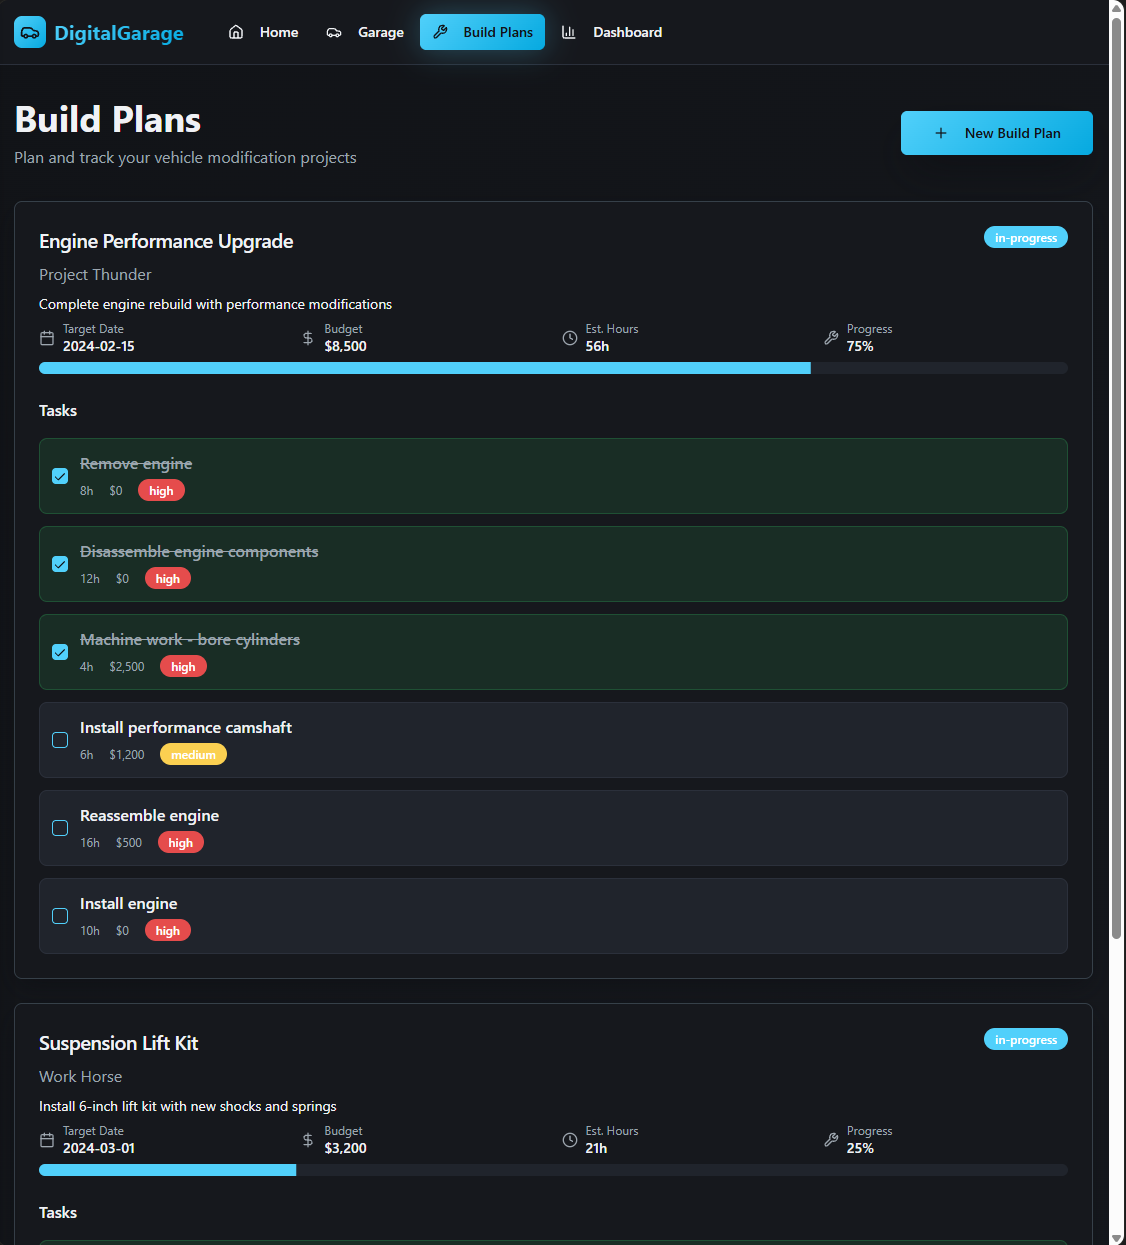 DigitalGarage Home Garage Build Plans Dashboard
Build Plans
Plan and track your vehicle modification projects
New Build Plan
Engine Performance Upgrade
in-progress
Project Thunder
Complete engine rebuild with performance modifications
Target Date Budget Est. Hours Progress
2024-02-15 $8,500 56h 75%
Tasks
Remove engine
8h $0 high
Disassemble engine components
12h $0 high
Machine work - bore cylinders
4h $2,500 high
Install performance camshaft
6h $1,200 medium
Reassemble engine
16h $500 high
Install engine
10h $0 high
Suspension Lift Kit
in-progress
Work Horse
Install 6-inch lift kit with new shocks and springs
Target Date Budget Est. Hours Progress
2024-03-01 $3,200 21h 25%
Tasks